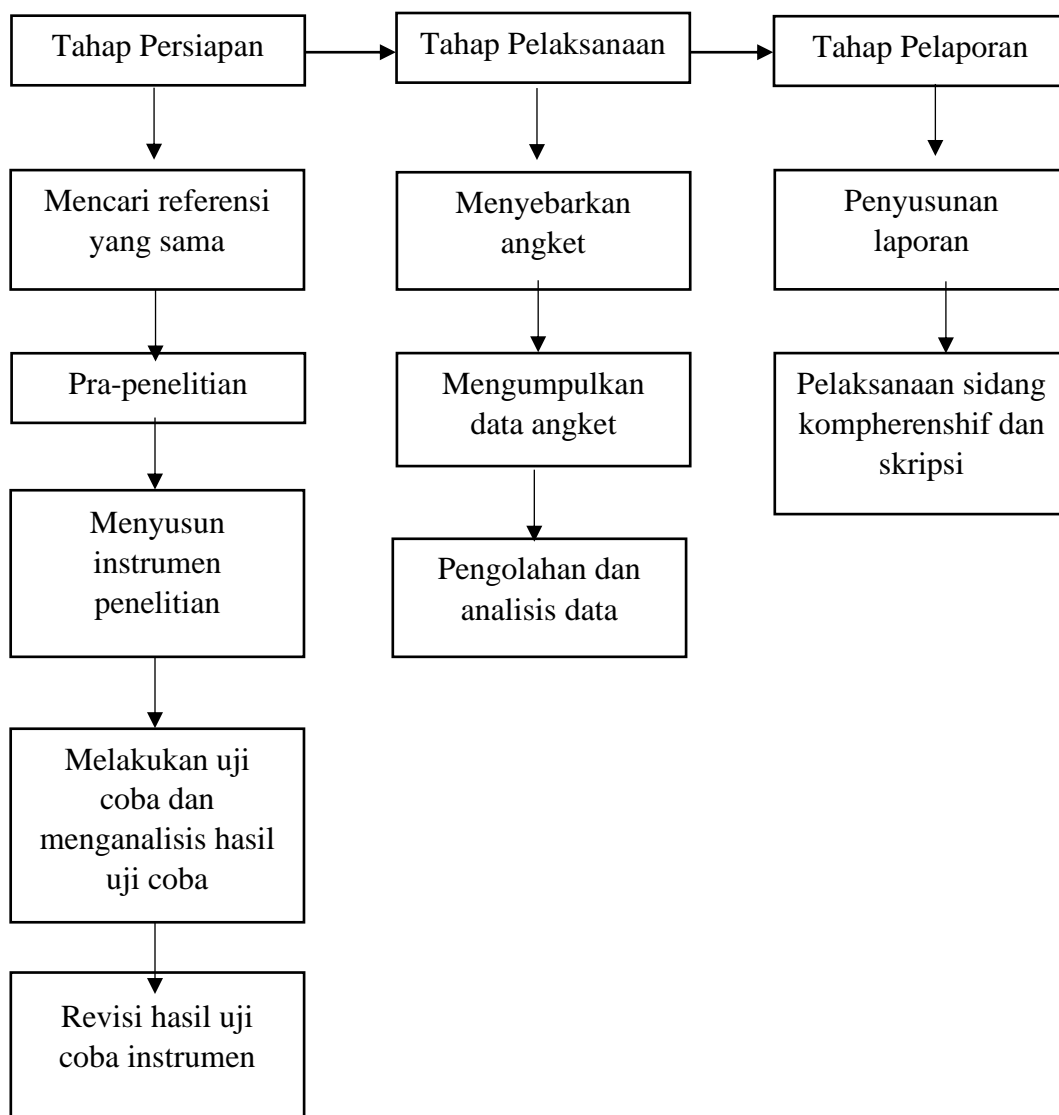 Tahap Persiapan
Tahap Pelaksanaan
Tahap Pelaporan
Mencari referensi
yang sama
Pra-penelitian
Menyusun
instrumen
penelitian
Melakukan uji
coba dan
menganalisis hasil
uji coba
Revisi hasil uji
coba instrumen
Menyebarkan
angket
Mengumpulkan
data angket
Pengolahan dan
analisis data
Penyusunan
laporan
Pelaksanaan sidang
kompherenshif dan
skripsi